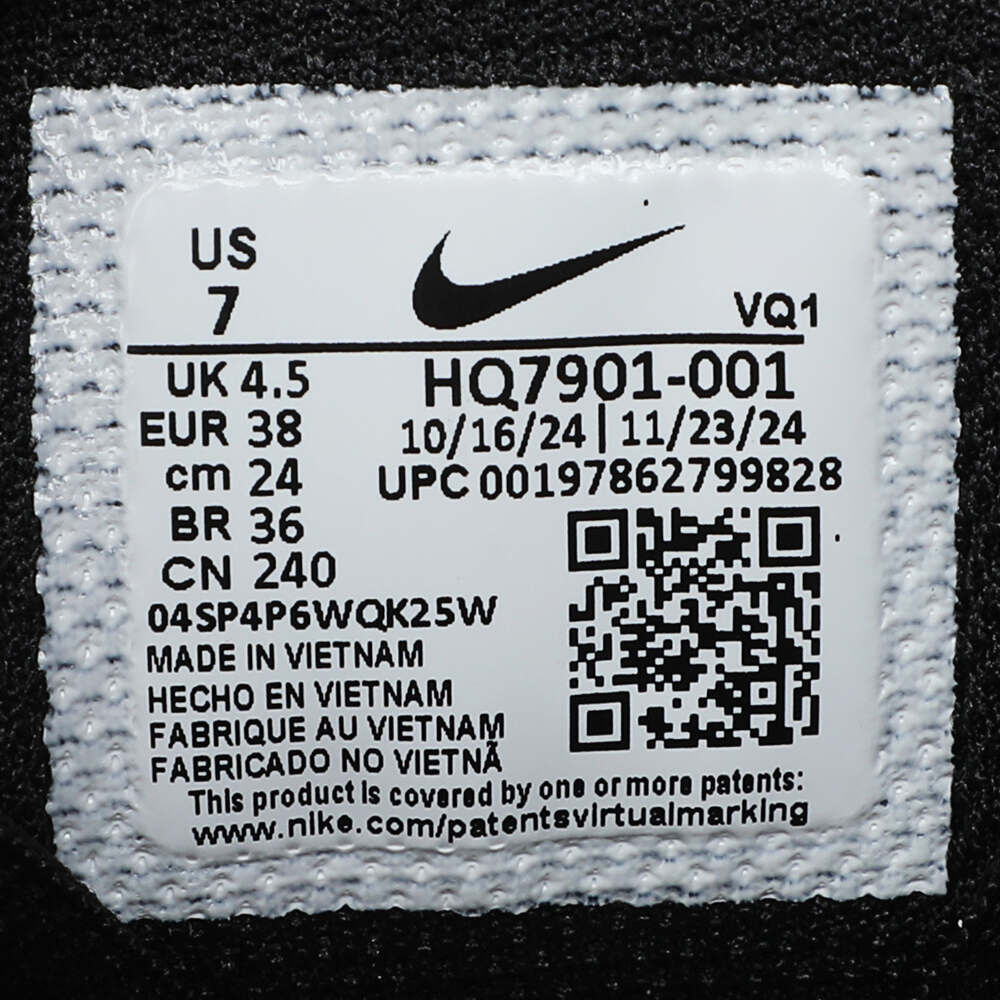 US
7
VQ1
UK 4.5
HQ7901-001
EUR 38
10/16/24 | 11/23/24
cm 24
UPC 00197862799828
BR 36
CN 240
04SP4P6WQK25W
MADE IN VIETNAM
HECHO EN VIETNAM
FABRIQUE AU VIETNAM
FABRICADO NO VIETNÃ
This product is covered by one or more patents:
www.nike.com/patentsvirtualmarking